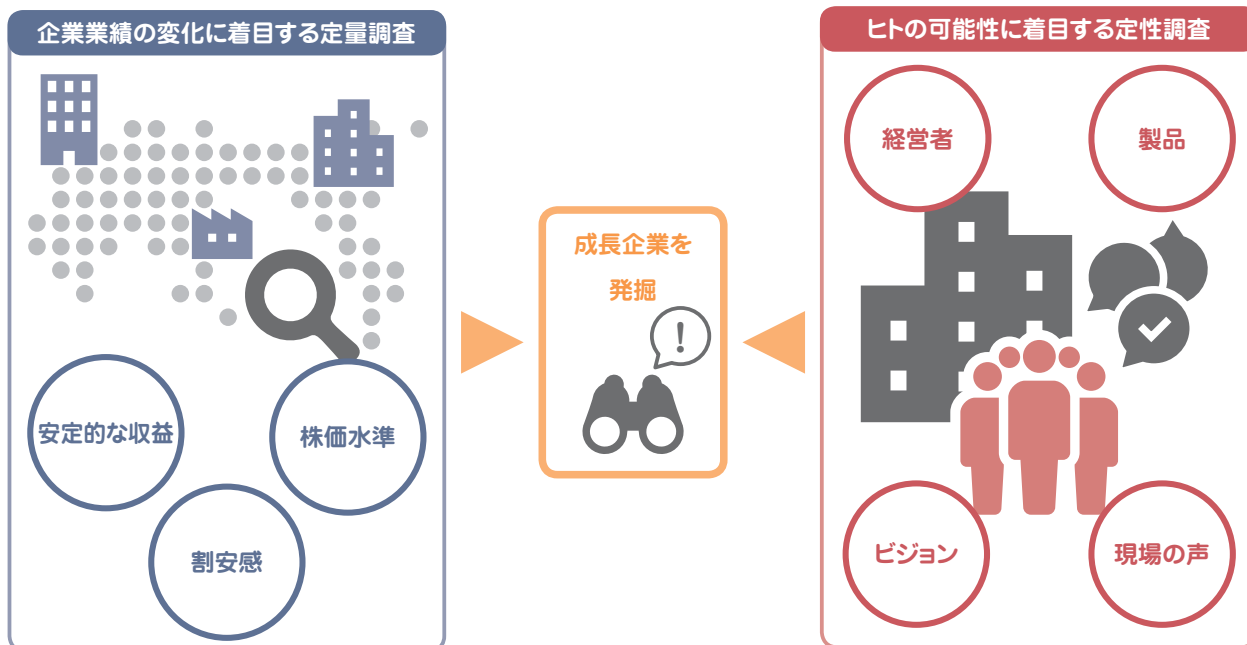 企業業績の変化に着目する定量調査
安定的な収益
株価水準
割安感
成長企業を
発掘
!
ヒトの可能性に着目する定性調査
経営者
製品
ビジョン
現場の声